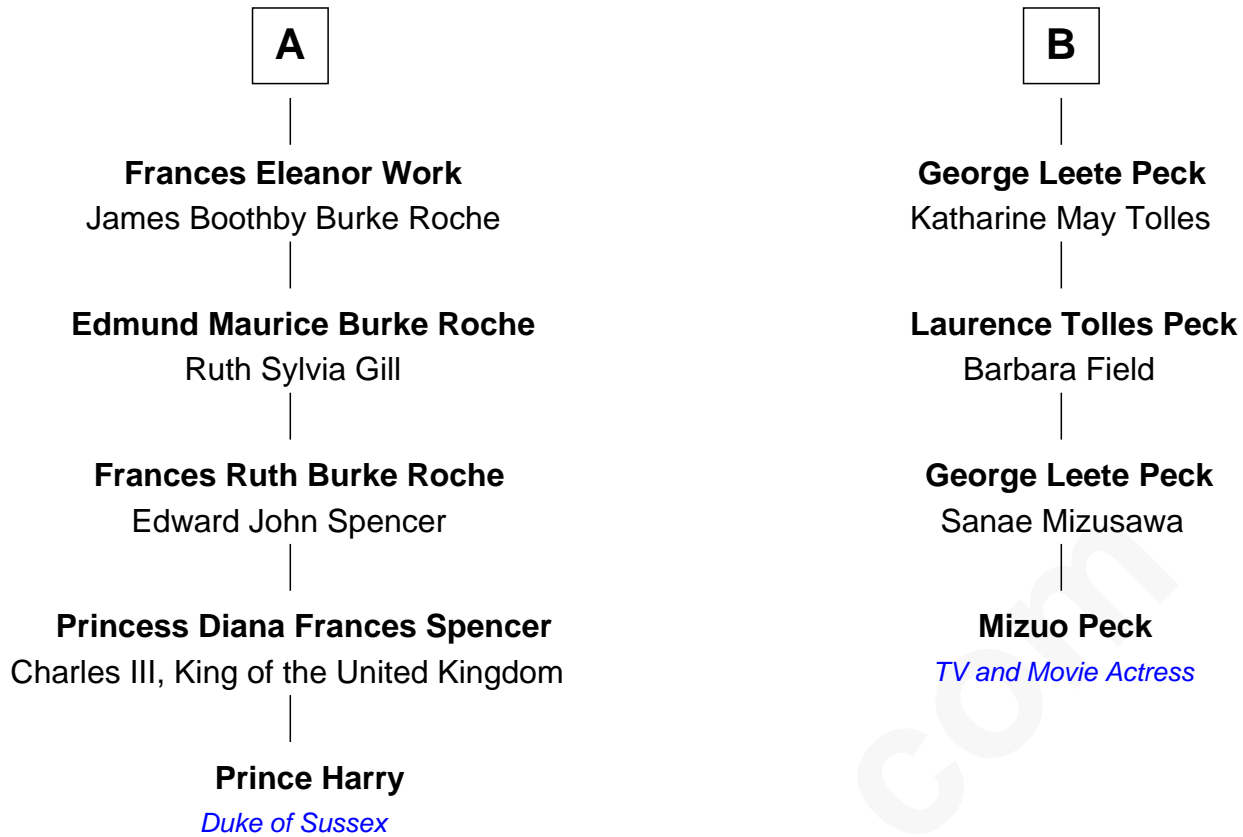 A
Frances Eleanor Work
James Boothby Burke Roche
Edmund Maurice Burke Roche
Ruth Sylvia Gill
Frances Ruth Burke Roche
Edward John Spencer
Princess Diana Frances Spencer
Charles III, King of the United Kingdom
Prince Harry
Duke of Sussex
B
George Leete Peck
Katharine May Tolles
Laurence Tolles Peck
Barbara Field
George Leete Peck
Sanae Mizusawa
Mizuo Peck
TV and Movie Actress
com